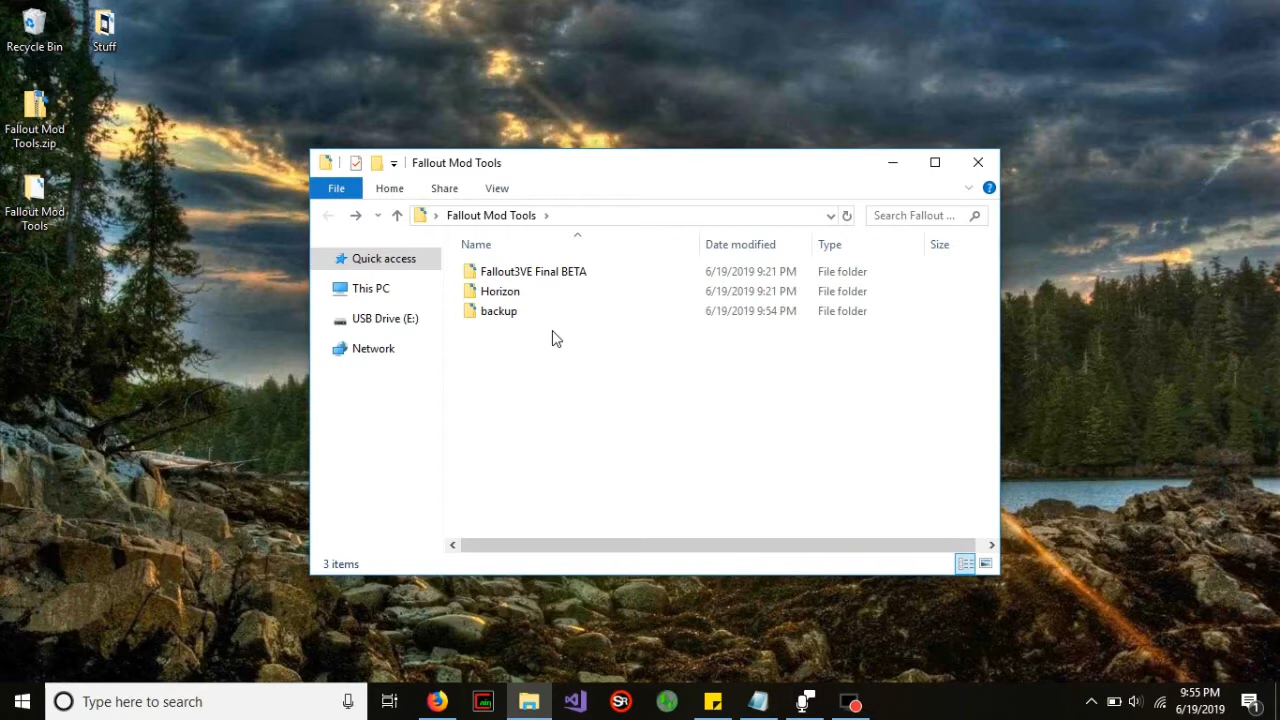 Recycle Bin
Stuff
Fallout Mod
Tools.zip
Fallout Mod
Tools
Fallout Mod Tools
File
Home
Share
View
Fallout Mod Tools
Search Fallout ...
Name
Date modified
Type
Size
Quick access
This PC
USB Drive (E:)
Network
Fallout3VE Final BETA 6/19/2019 9:21 PM File folder
Horizon 6/19/2019 9:21 PM File folder
backup 6/19/2019 9:54 PM File folder
3 items
Type here to search
SR
9:55 PM
6/19/2019
1